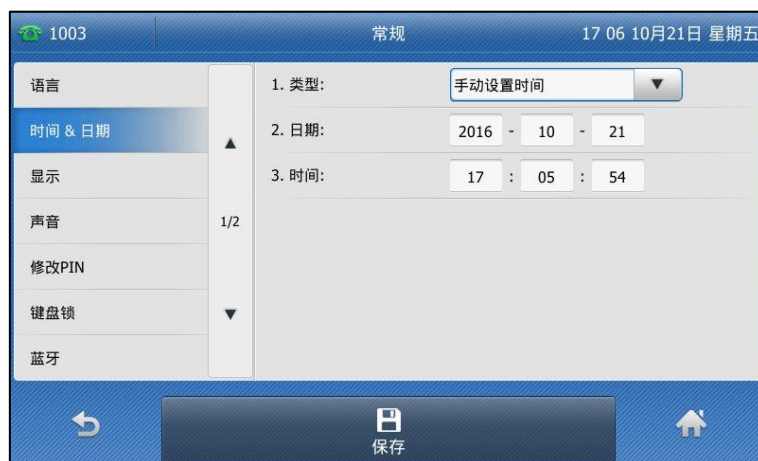 1003 常规 17 06 10月21日 星期五
语言
时间 & 日期
显示
声音
修改PIN
键盘锁
蓝牙
1/2
1. 类型: 手动设置时间
2. 日期: 2016 - 10 - 21
3. 时间: 17 : 05 : 54
保存